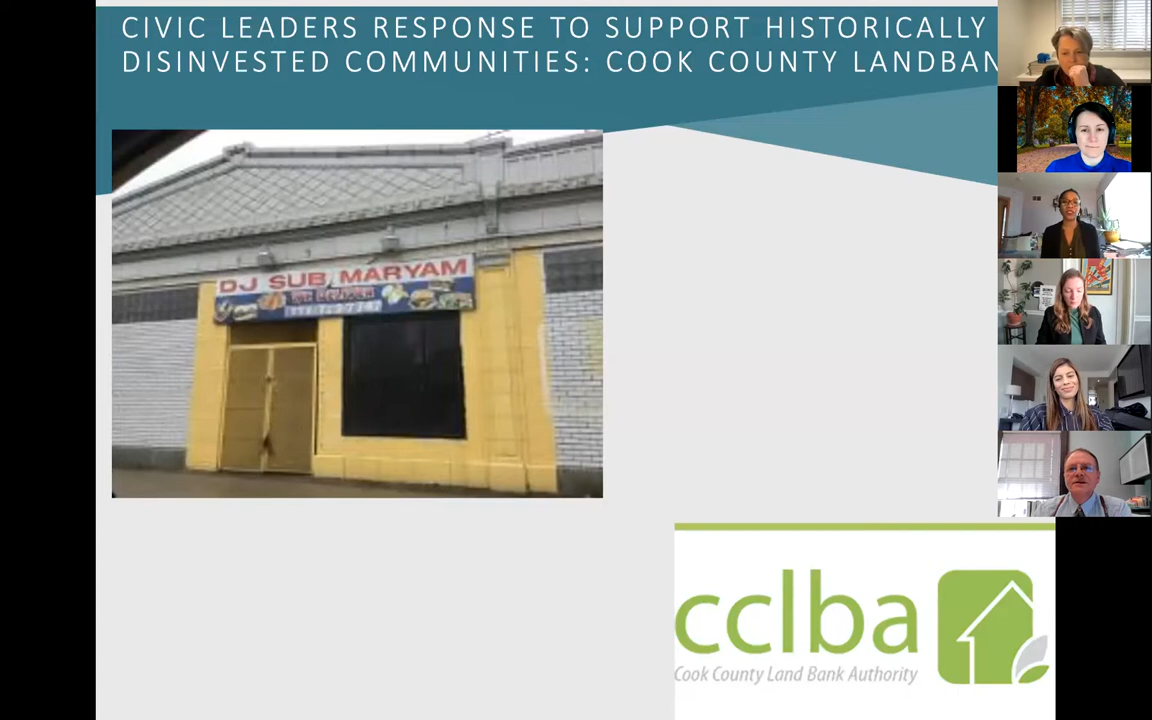 CIVIC LEADERS RESPONSE TO SUPPORT HISTORICALLY
DISINVESTED COMMUNITIES: COOK COUNTY LANDBAN
DJ SUB MARYAM
cclba
Cook County Land Bank Authority